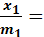 x₁/m₁ =